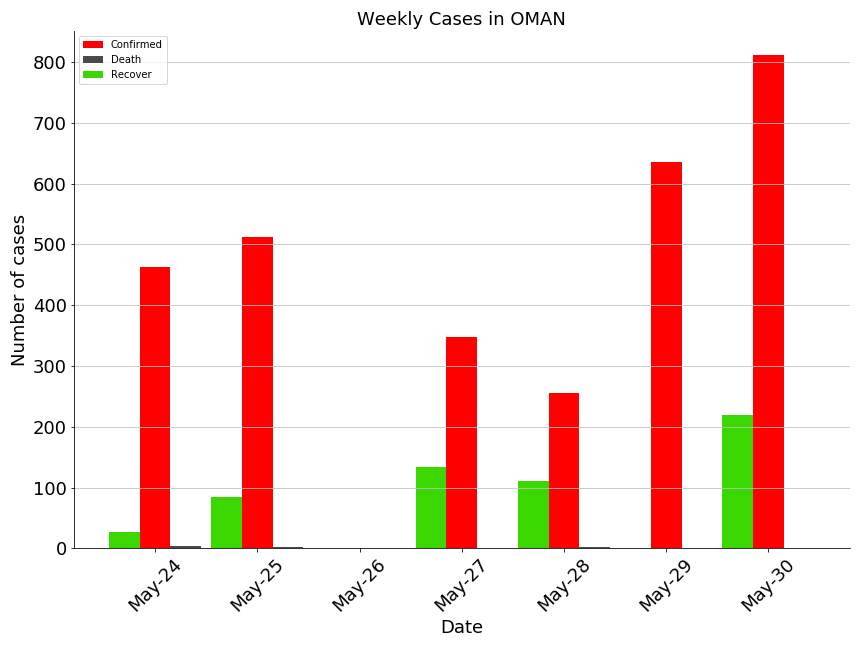 Weekly Cases in OMAN
Confirmed
Death
Recover
Number of cases
800
700
600
500
400
300
200
100
0
May-24
May-25
May-26
May-27
May-28
May-29
May-30
Date